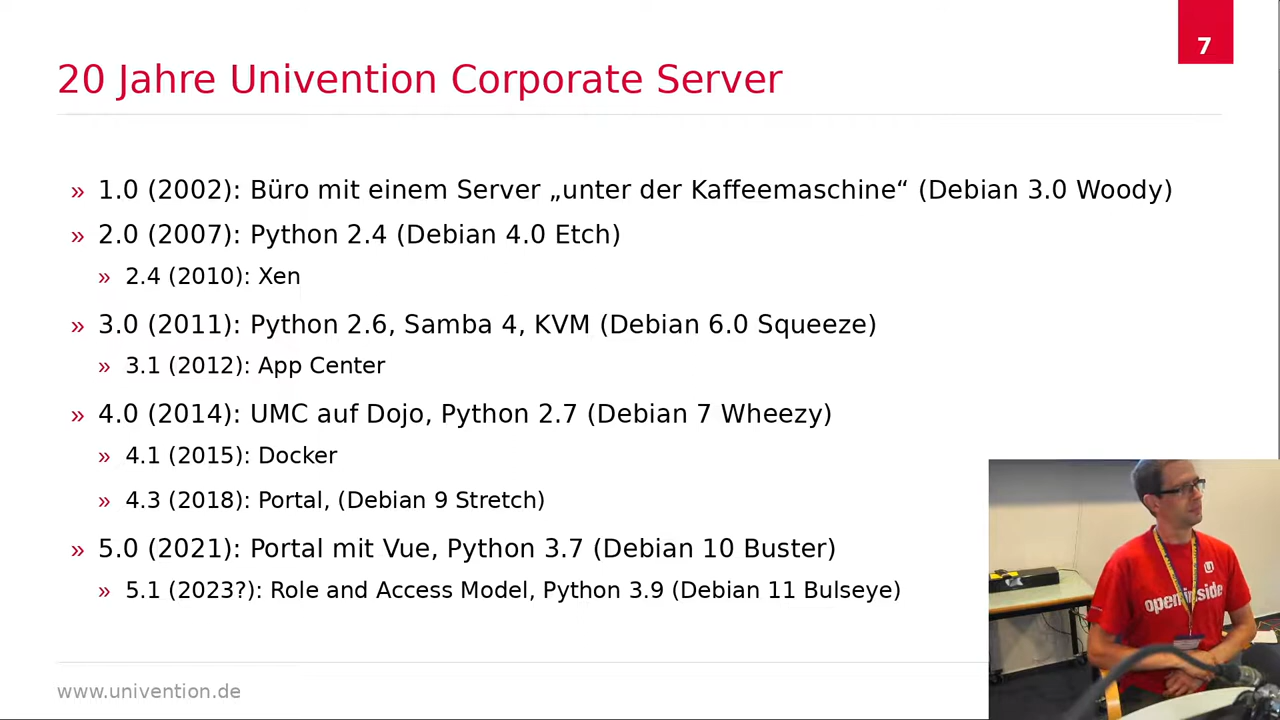 7
20 Jahre Univention Corporate Server
» 1.0 (2002): Büro mit einem Server „unter der Kaffeemaschine“ (Debian 3.0 Woody)
» 2.0 (2007): Python 2.4 (Debian 4.0 Etch)
» 2.4 (2010): Xen
» 3.0 (2011): Python 2.6, Samba 4, KVM (Debian 6.0 Squeeze)
» 3.1 (2012): App Center
» 4.0 (2014): UMC auf Dojo, Python 2.7 (Debian 7 Wheezy)
» 4.1 (2015): Docker
» 4.3 (2018): Portal, (Debian 9 Stretch)
» 5.0 (2021): Portal mit Vue, Python 3.7 (Debian 10 Buster)
» 5.1 (2023?): Role and Access Model, Python 3.9 (Debian 11 Bulseye)
www.univention.de
U
open inside